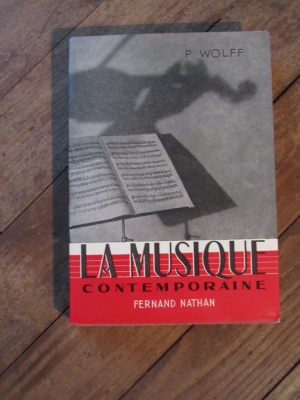 P. WOLFF
LA MUSIQUE
CONTEMPORAINE
FERNAND NATHAN